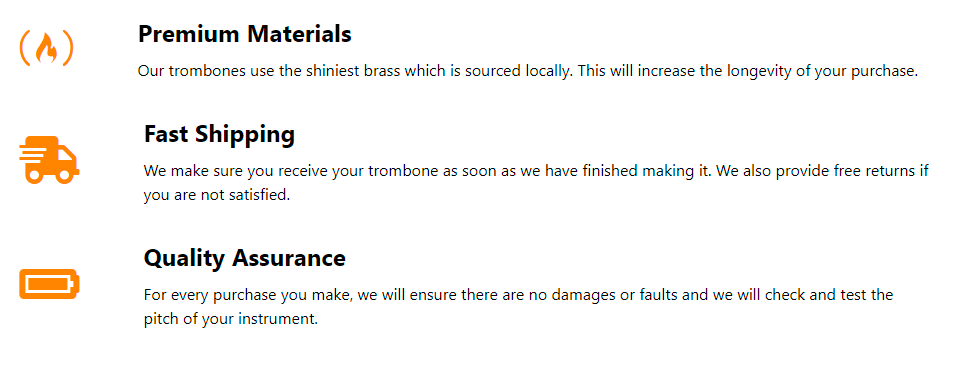 Premium Materials
Our trombones use the shiniest brass which is sourced locally. This will increase the longevity of your purchase.
Fast Shipping
We make sure you receive your trombone as soon as we have finished making it. We also provide free returns if
you are not satisfied.
Quality Assurance
For every purchase you make, we will ensure there are no damages or faults and we will check and test the
pitch of your instrument.